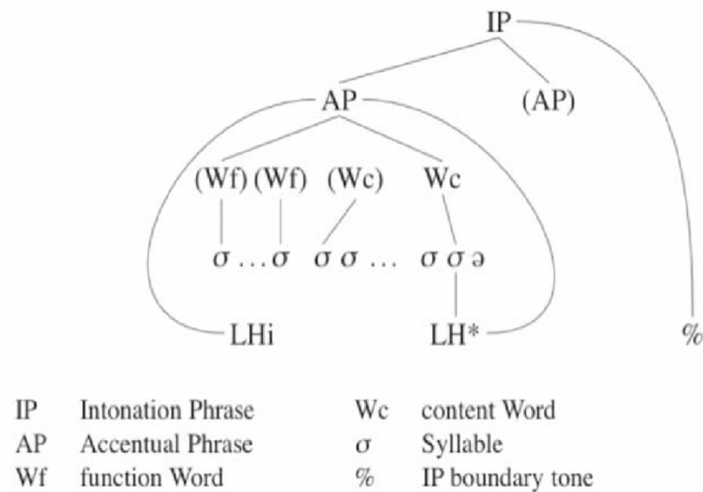 IP
AP (AP)
(Wf) (Wf) (Wc) Wc
σ ... σ σ σ ... σ σ ə
LHi LH* %
IP Intonation Phrase Wc content Word
AP Accentual Phrase σ Syllable
Wf function Word % IP boundary tone